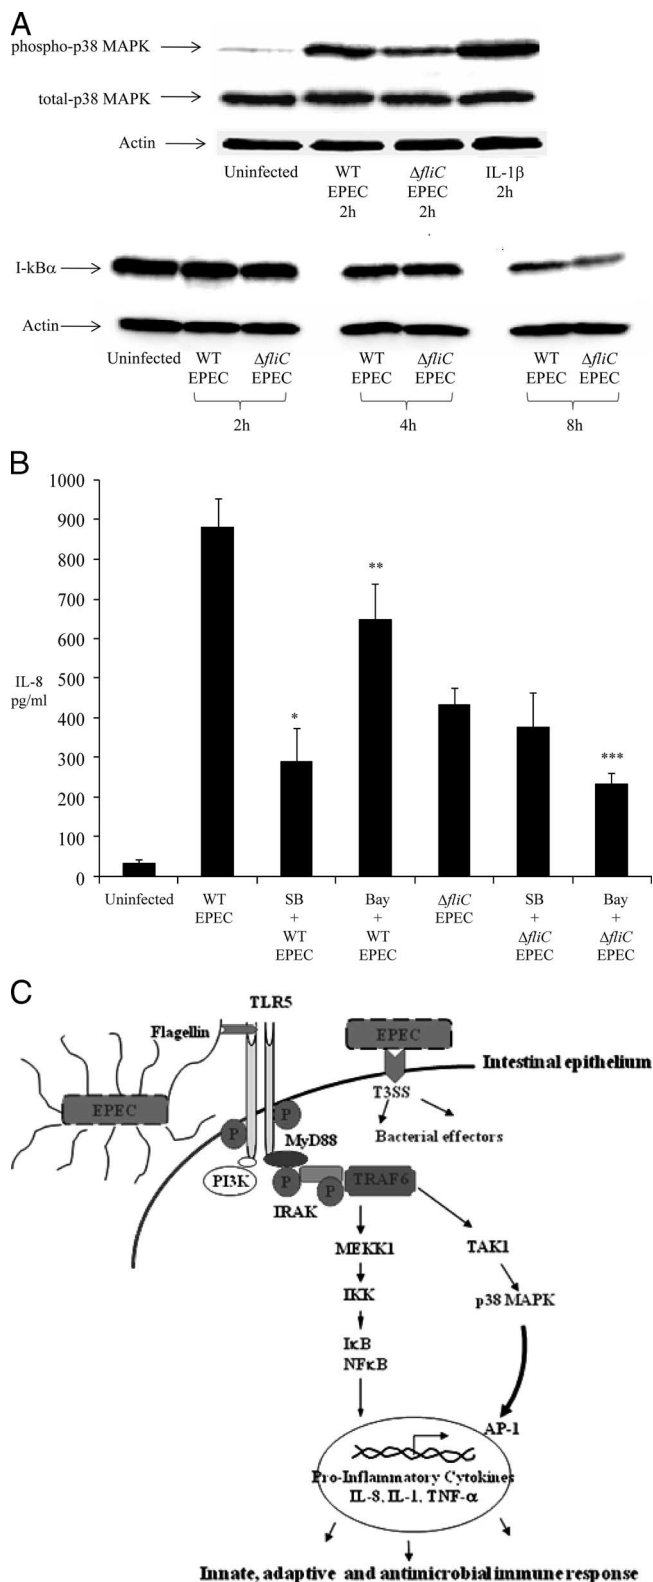 A
phospho-p38 MAPK
total-p38 MAPK
Actin
Uninfected
WT
EPEC
2h
ΔfliC
EPEC
2h
IL-1β
2h
I-kBα
Actin
Uninfected
WT
EPEC
ΔfliC
EPEC
WT
EPEC
ΔfliC
EPEC
WT
EPEC
ΔfliC
EPEC
2h
4h
8h
B
1000
900
800
700
600
500
400
300
200
100
0
IL-8
pg/ml
*
**
***
Uninfected
WT
EPEC
SB
+
WT
EPEC
Bay
+
WT
EPEC
ΔfliC
EPEC
SB
+
ΔfliC
EPEC
Bay
+
ΔfliC
EPEC
C
TLR5
Flagellin
EPEC
Intestinal epithelium
EPEC
T3SS
Bacterial effectors
P
P
MyD88
PI3K
P
P
TRAF6
IRAK
MEKK1
TAK1
IKK
p38 MAPK
IκB
NFκB
AP-1
Pro-Inflammatory Cytokines
IL-8, IL-1, TNF-α
Innate, adaptive and antimicrobial immune response